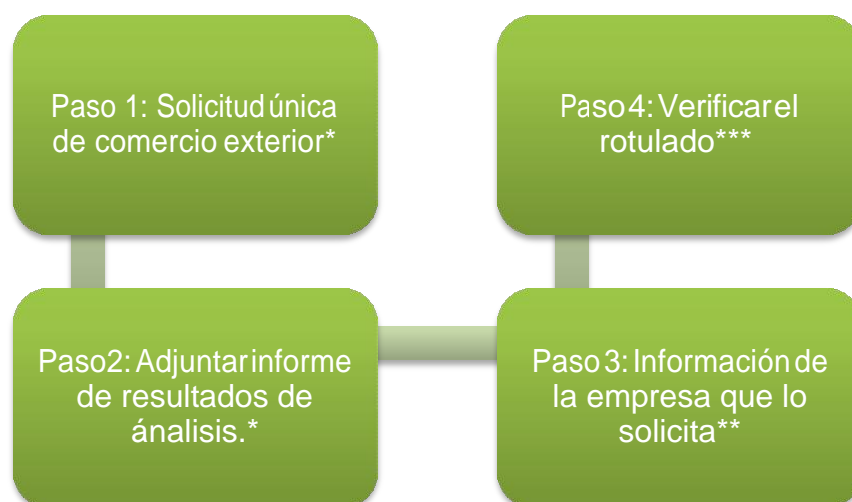 Paso 1: Solicitud única
de comercio exterior*
Paso2: Adjuntar informe
de resultados de
ánalisis.*
Paso 3: Información de
la empresa que lo
solicita**
Paso 4: Verificar el
rotulado***